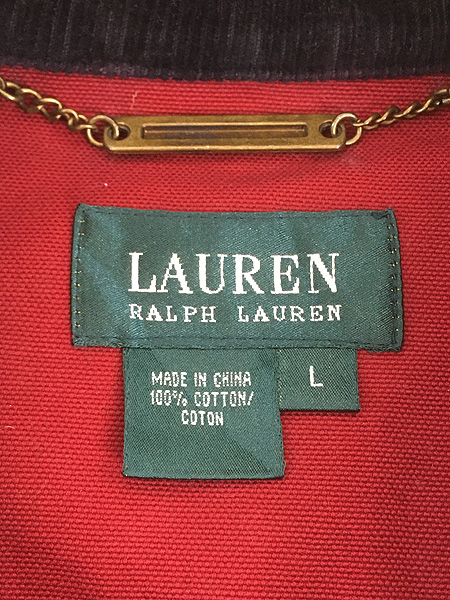 LAUREN
RALPH LAUREN
MADE IN CHINA
100% COTTON/
COTON
L